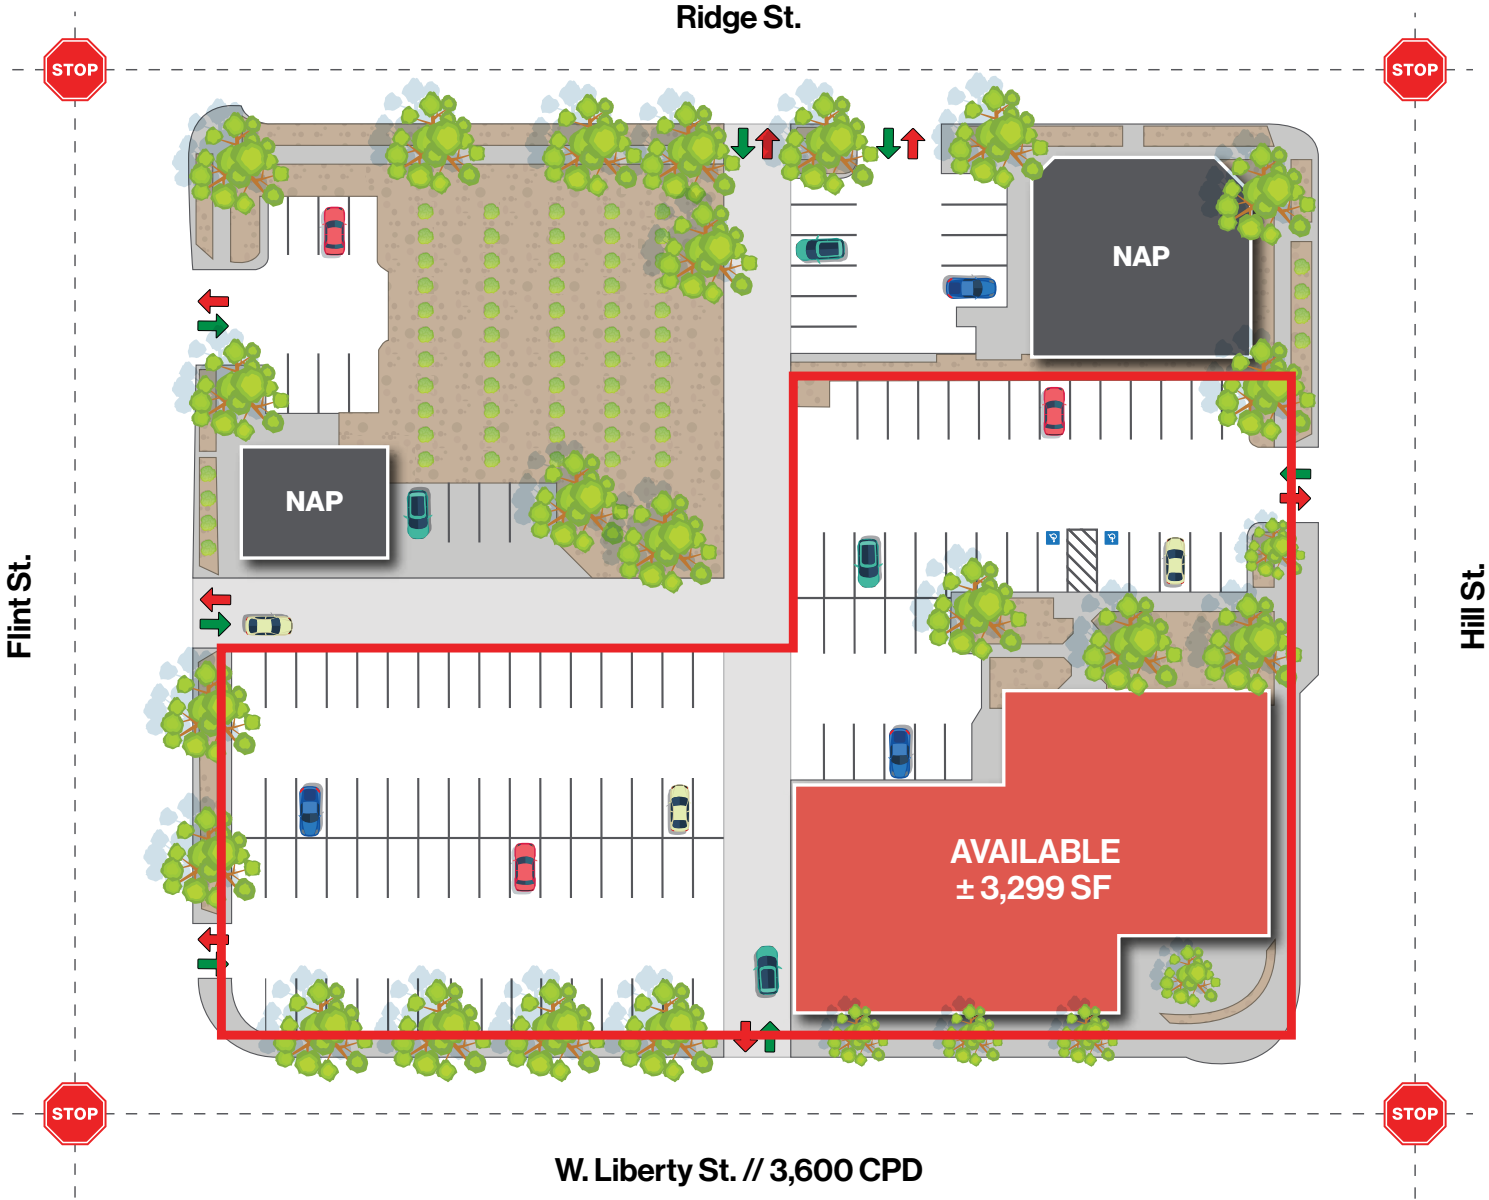 Ridge St.
STOP
STOP
NAP
NAP
Flint St.
Hill St.
AVAILABLE
± 3,299 SF
STOP
STOP
W. Liberty St. // 3,600 CPD